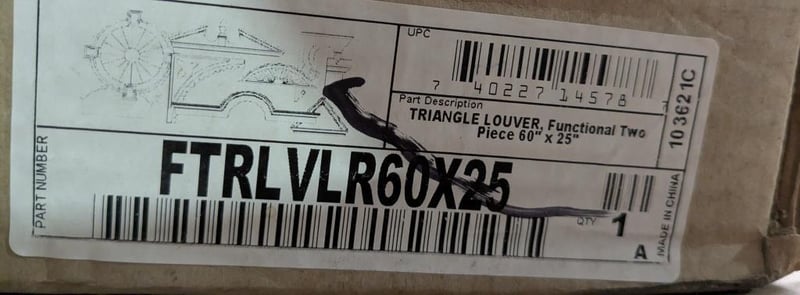 UPC
7 40227 14578 7
Part Description
TRIANGLE LOUVER, Functional Two
Piece 60" x 25"
103621C
PART NUMBER
FTRLVLR60X25
QTY 1
A
MADE IN CHINA